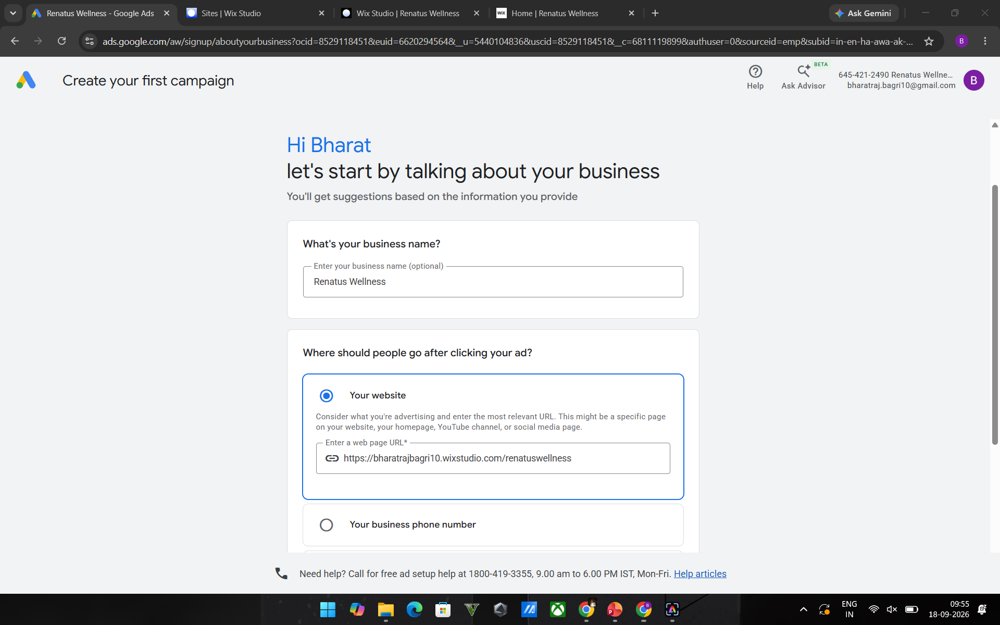 Renatus Wellness - Google Ads
Sites | Wix Studio
Wix Studio | Renatus Wellness
WIX
Home | Renatus Wellness
Ask Gemini
ads.google.com/aw/signup/aboutyourbusiness?ocid=8529118451&euid=6620294564&__u=5440104836&uscid=8529118451&__c=6811119899&authuser=0&sourceid=emp&subid=in-en-ha-awa-ak-...
B
Create your first campaign
Help
Ask Advisor
BETA
645-421-2490 Renatus Wellne...
bharatraj.bagri10@gmail.com
B
Hi Bharat
let's start by talking about your business
You'll get suggestions based on the information you provide
What's your business name?
Enter your business name (optional)
Renatus Wellness
Where should people go after clicking your ad?
Your website
Consider what you're advertising and enter the most relevant URL. This might be a specific page
on your website, your homepage, YouTube channel, or social media page.
Enter a web page URL*
https://bharatrajbagri10.wixstudio.com/renatuswellness
Your business phone number
Need help? Call for free ad setup help at 1800-419-3355, 9.00 am to 6.00 PM IST, Mon-Fri. Help articles
ENG
IN
09:55
18-09-2026